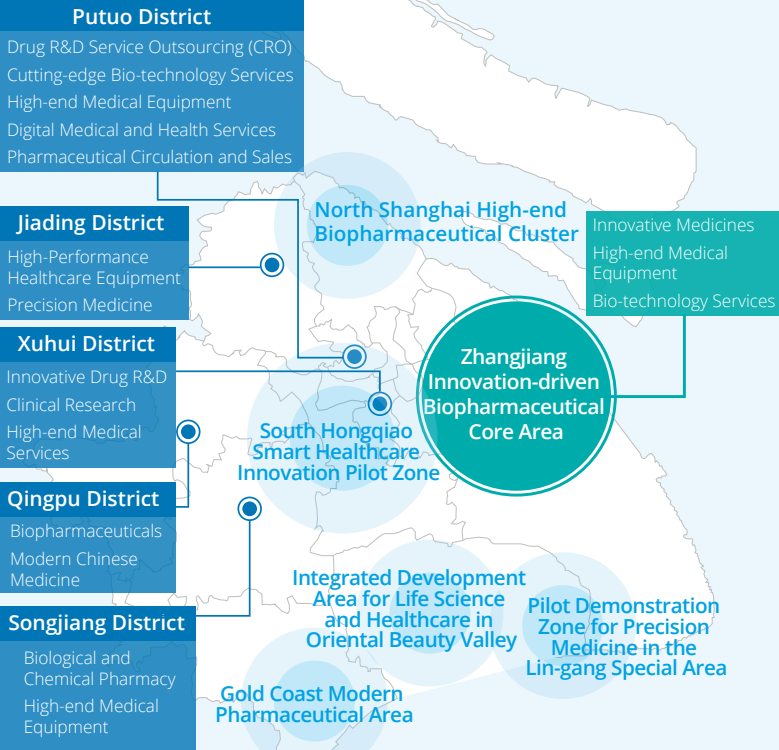 Putuo District
Drug R&D Service Outsourcing (CRO)
Cutting-edge Bio-technology Services
High-end Medical Equipment
Digital Medical and Health Services
Pharmaceutical Circulation and Sales
Jiading District
High-Performance
Healthcare Equipment
Precision Medicine
Xuhui District
Innovative Drug R&D
Clinical Research
High-end Medical
Services
Qingpu District
Biopharmaceuticals
Modern Chinese
Medicine
Songjiang District
Biological and
Chemical Pharmacy
High-end Medical
Equipment
North Shanghai High-end
Biopharmaceutical Cluster
Innovative Medicines
High-end Medical
Equipment
Bio-technology Services
Zhangjiang
Innovation-driven
Biopharmaceutical
Core Area
South Hongqiao
Smart Healthcare
Innovation Pilot Zone
Integrated Development
Area for Life Science
and Healthcare in
Oriental Beauty Valley
Pilot Demonstration
Zone for Precision
Medicine in the
Lin-gang Special Area
Gold Coast Modern
Pharmaceutical Area